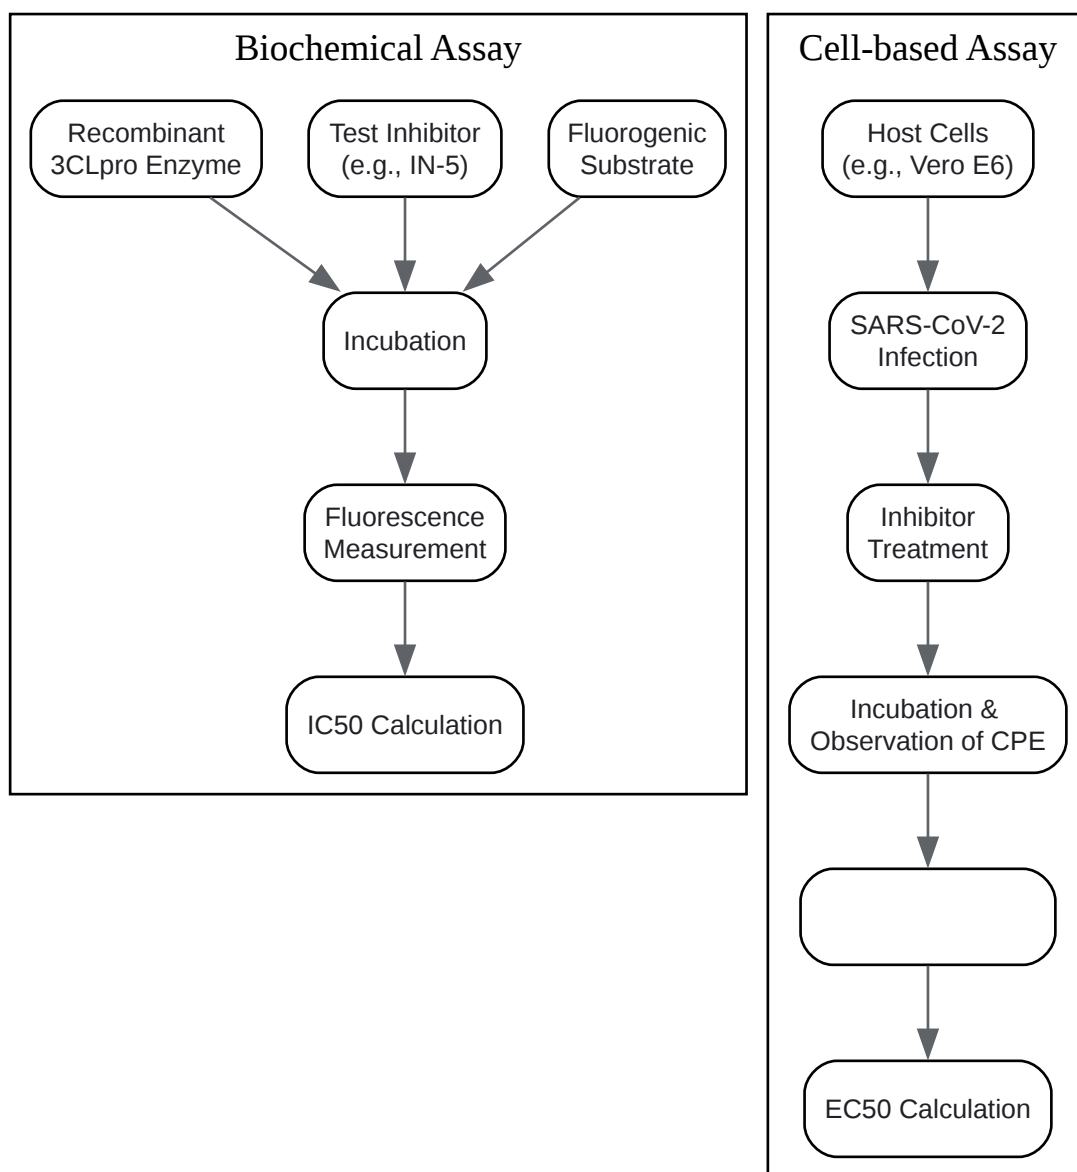 Biochemical Assay
Recombinant
3CLpro Enzyme
Test Inhibitor
(e.g., IN-5)
Fluorogenic
Substrate
Incubation
Fluorescence
Measurement
IC50 Calculation
Cell-based Assay
Host Cells
(e.g., Vero E6)
SARS-CoV-2
Infection
Inhibitor
Treatment
Incubation &
Observation of CPE
EC50 Calculation